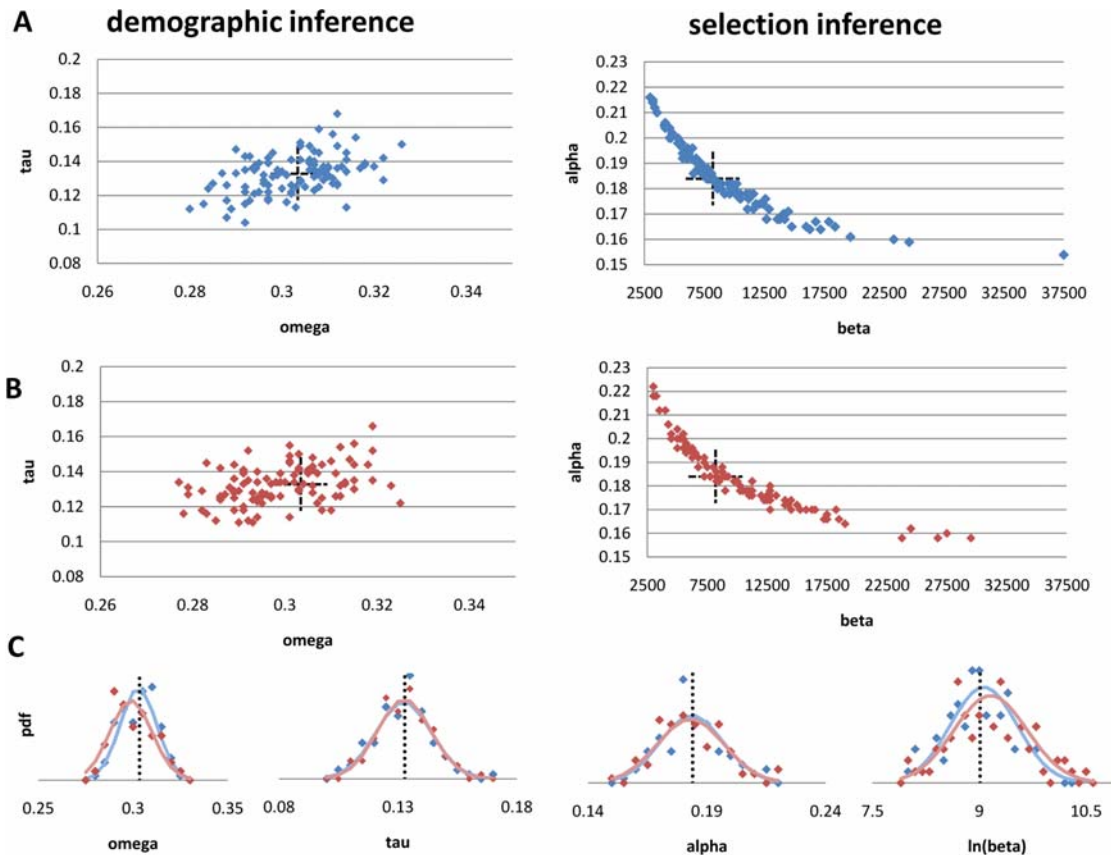 A demographic inference selection inference
0.2
0.18
0.16
0.14
0.12
0.1
0.08
tau
0.26 0.28 0.3 0.32 0.34
omega
0.23
0.22
0.21
0.2
0.19
0.18
0.17
0.16
0.15
alpha
2500 7500 12500 17500 22500 27500 32500 37500
beta
B
0.2
0.18
0.16
0.14
0.12
0.1
0.08
tau
0.26 0.28 0.3 0.32 0.34
omega
0.23
0.22
0.21
0.2
0.19
0.18
0.17
0.16
0.15
alpha
2500 7500 12500 17500 22500 27500 32500 37500
beta
C
pdf
0.25 0.3 0.35
omega
0.08 0.13 0.18
tau
0.14 0.19 0.24
alpha
7.5 9 10.5
ln(beta)